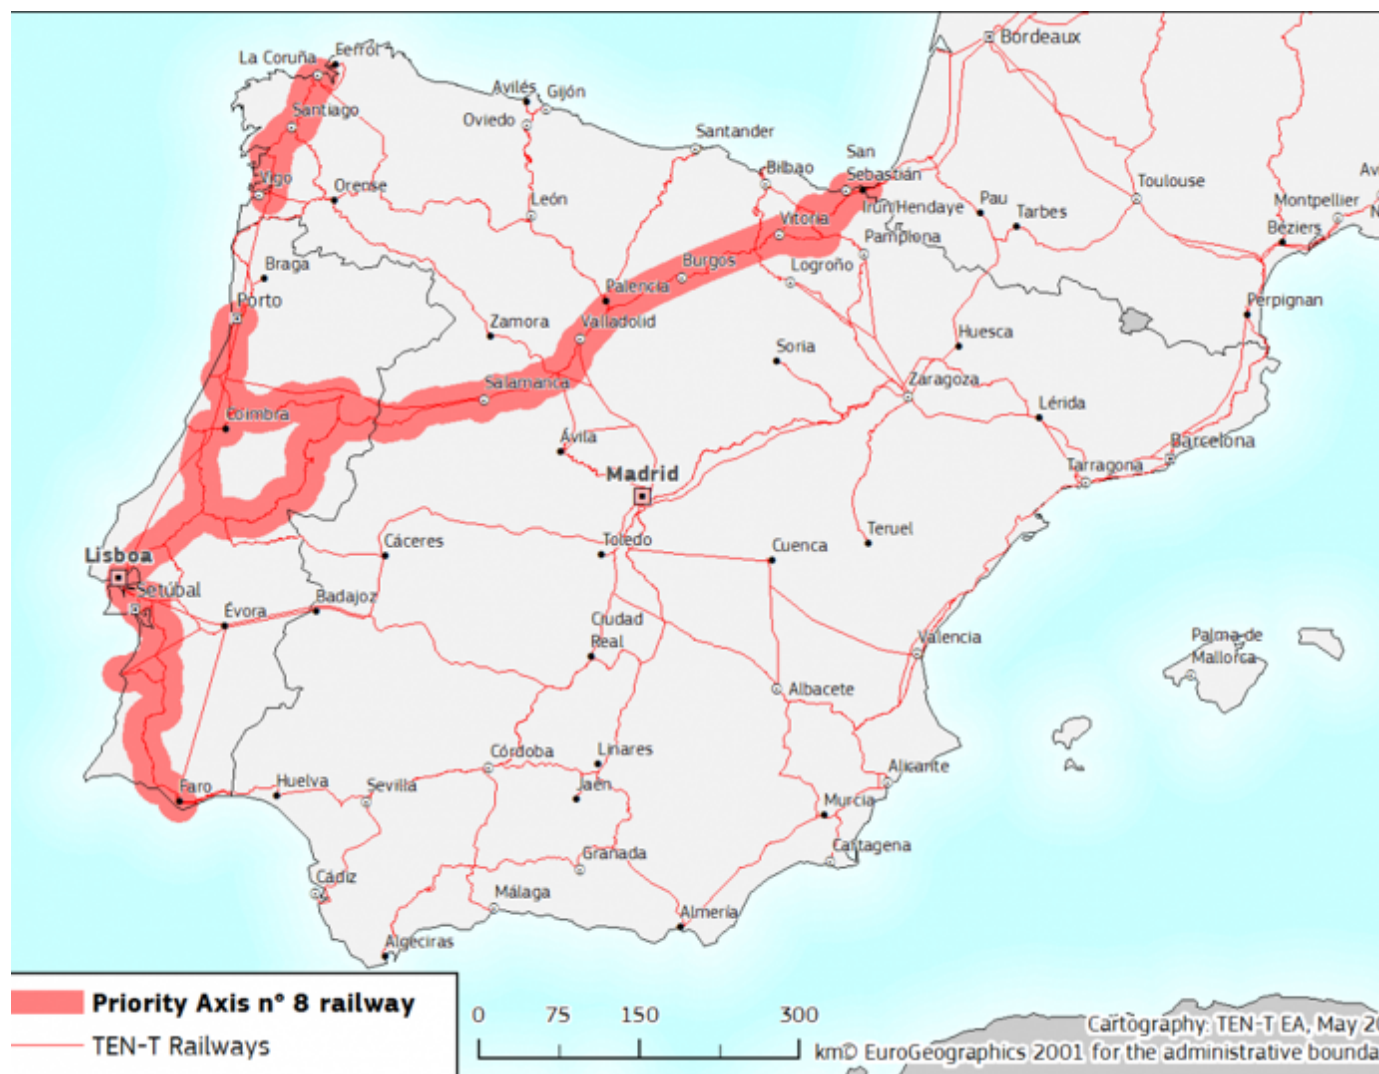 Bordeaux
La Coruña
Ferrol
Avilés
Gijón
Santiago
Oviedo
Santander
San
Sebastián
Bilbao
Toulouse
Av
Vigo
Orense
León
Irun/Hendaye
Pau
Tarbes
Montpellier
N
Vitoria
Pamplona
Béziers
Braga
Burgos
Logroño
Palencia
Porto
Perpignan
Zamora
Valladolid
Huesca
Soria
Salamanca
Zaragoza
Coimbra
Lérida
Ávila
Barcelona
Madrid
Tarragona
Teruel
Lisboa
Cáceres
Toledo
Cuenca
Setúbal
Badajoz
Évora
Ciudad
Real
Valencia
Palma de
Mallorca
Albacete
Córdoba
Linares
Alicante
Faro
Huelva
Sevilla
Jaén
Murcia
Granada
Cartagena
Cádiz
Málaga
Almería
Algeciras
Priority Axis n° 8 railway
TEN-T Railways
0 75 150 300
km
Cartography: TEN-T EA, May 20
© EuroGeographics 2001 for the administrative bounda